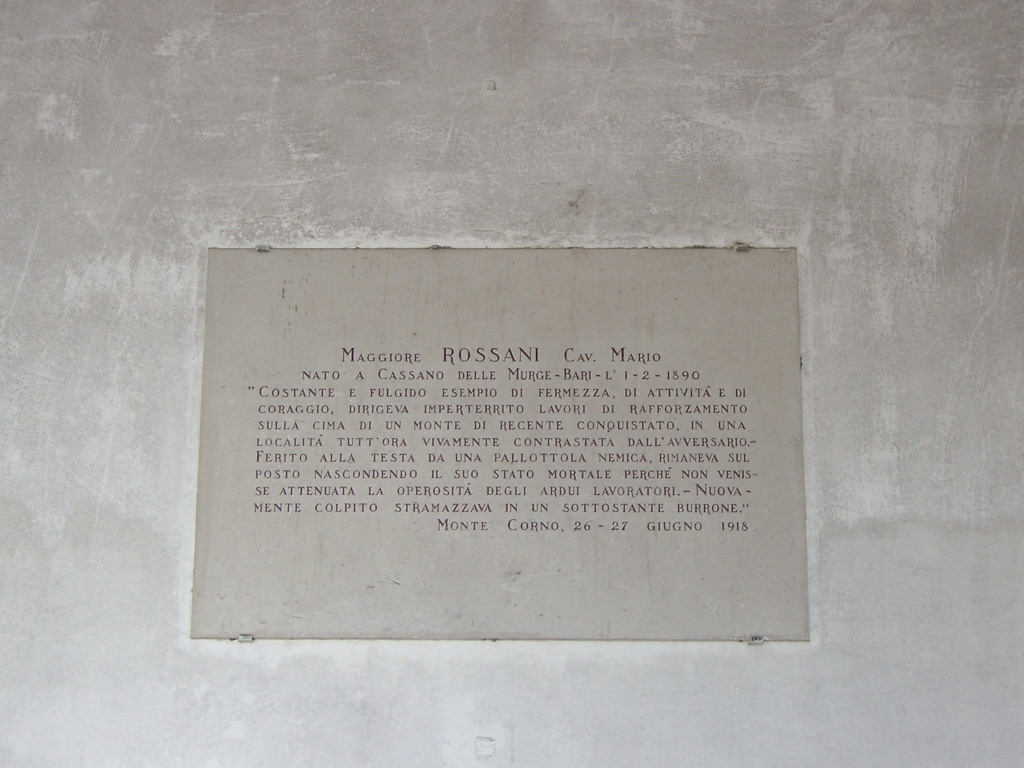 Maggiore ROSSANI Cav. Mario
nato a Cassano delle Murge-Bari-l' 1-2-1890
"Costante e fulgido esempio di fermezza, di attivitá e di
coraggio, dirigeva imperterrito lavori di rafforzamento
sulla cima di un monte di recente conquistato, in una
localitá tutt'ora vivamente contrastata dall'avversario.-
Ferito alla testa da una pallottola nemica, rimaneva sul
posto nascondendo il suo stato mortale perché non venis-
se attenuata la operositá degli ardui lavoratori.-Nuova-
mente colpito stramazzava in un sottostante burrone."
Monte Corno, 26-27 giugno 1918